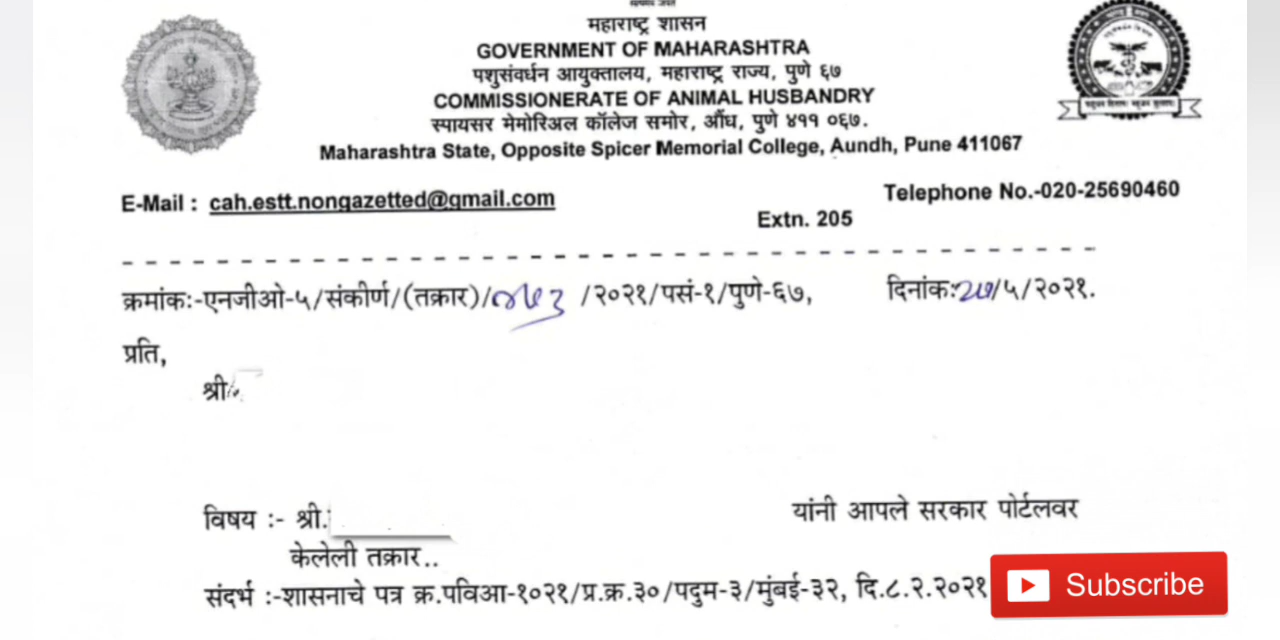 महाराष्ट्र शासन
GOVERNMENT OF MAHARASHTRA
पशुसंवर्धन आयुक्तालय, महाराष्ट्र राज्य, पुणे ६७
COMMISSIONERATE OF ANIMAL HUSBANDRY
स्पायसर मेमोरिअल कॉलेज समोर, औंध, पुणे ४११ ०६७.
Maharashtra State, Opposite Spicer Memorial College, Aundh, Pune 411067
E-Mail : cah.estt.nongazetted@gmail.com
Telephone No.-020-25690460
Extn. 205
क्रमांकः-एनजीओ-५/संकीर्ण/(तक्रार)/ /२०२१/पसं-१/पुणे-६७, दिनांकः २७/५/२०२१.
प्रति,
श्री
विषय :- श्री. यांनी आपले सरकार पोर्टलवर
केलेली तक्रार..
संदर्भ :-शासनाचे पत्र क्र.पविआ-१०२१/प्र.क्र.३०/पदुम-३/मुंबई-३२, दि.८.२.२०२१
Subscribe